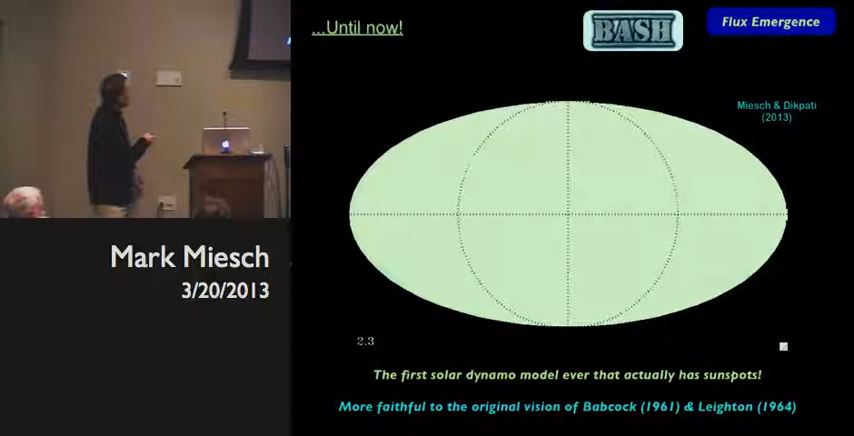 ...Until now!
BASH
Flux Emergence
Miesch & Dikpati
(2013)
Mark Miesch
3/20/2013
2.3
The first solar dynamo model ever that actually has sunspots!
More faithful to the original vision of Babcock (1961) & Leighton (1964)